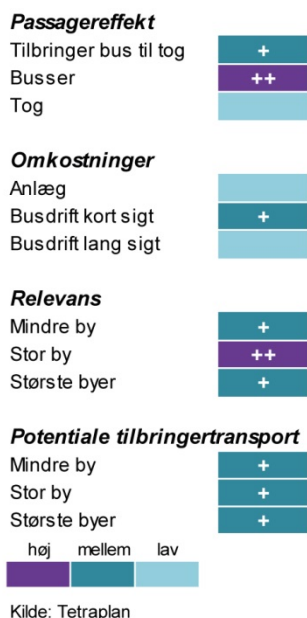 Passagereffekt
Tilbringer bus til tog +
Busser ++
Tog
Omkostninger
Anlæg
Busdrift kort sigt +
Busdrift lang sigt
Relevans
Mindre by +
Stor by ++
Største byer +
Potentiale tilbringertransport
Mindre by +
Stor by +
Største byer +
høj mellem lav
Kilde: Tetraplan